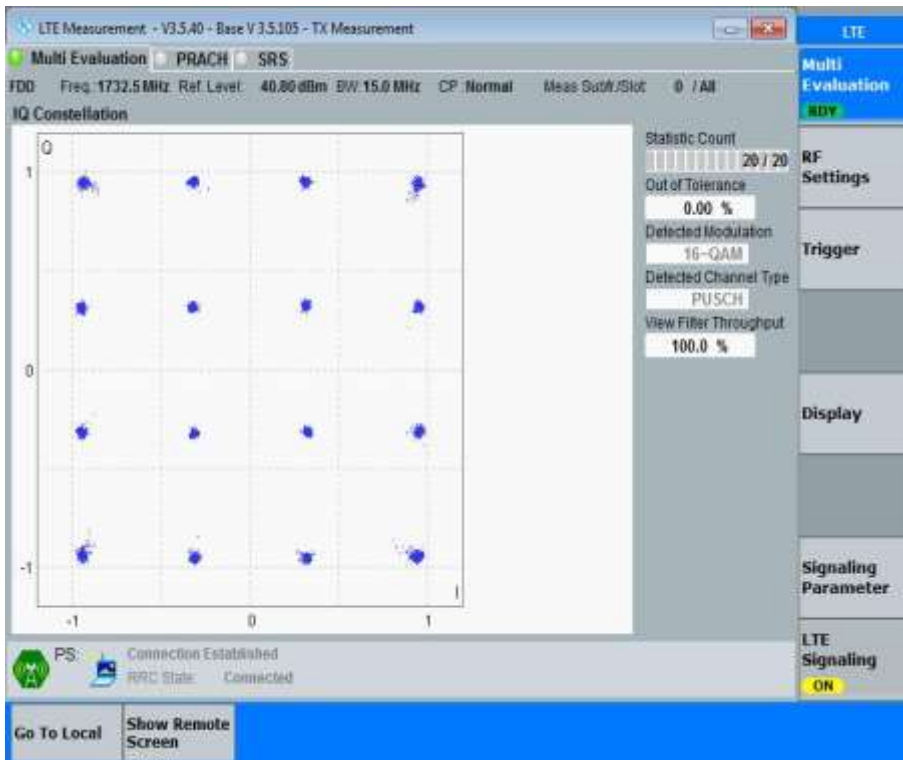 LTE Measurement - V3.5.40 - Base V 3.5.105 - TX Measurement
Multi Evaluation PRACH SRS
FDD Freq.:1732.5 MHz Ref. Level: 40.80 dBm BW:15.0 MHz CP:Normal Meas Subfr./Slot: 0 / All
IQ Constellation
Q
1
0
-1
-1
0
1
I
Statistic Count
20 / 20
Out of Tolerance
0.00 %
Detected Modulation
16-QAM
Detected Channel Type
PUSCH
View Filter Throughput
100.0 %
PS:
Connection Established
RRC State: Connected
LTE
Multi
Evaluation
RDY
RF
Settings
Trigger
Display
Signaling
Parameter
LTE
Signaling
ON
Go To Local
Show Remote
Screen